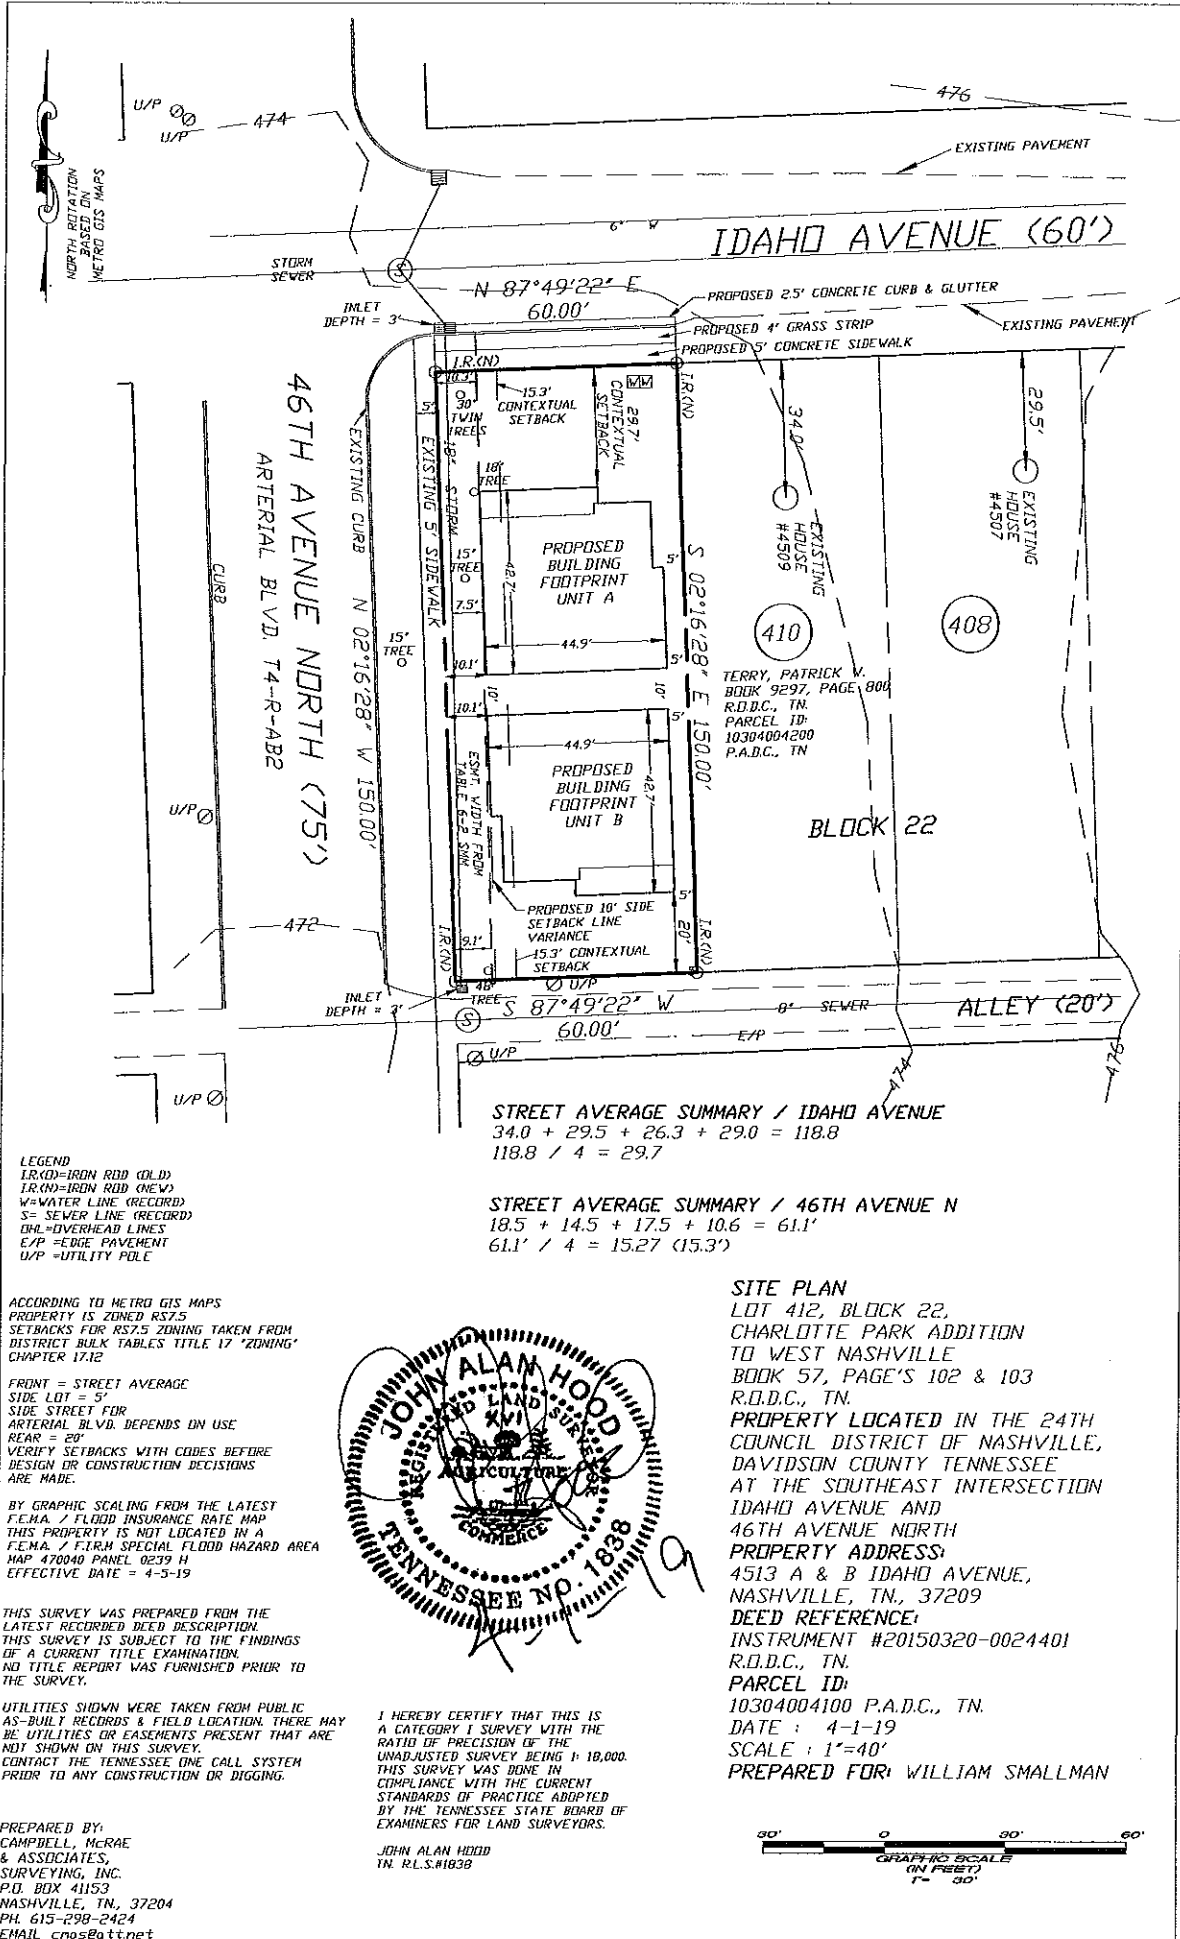 NORTH ROTATION
BASED ON
METRO GIS MAPS
U/P
U/P
474
476
EXISTING PAVEMENT
6" W
IDAHO AVENUE (60')
STORM
SEWER
S
N 87°49'22" E
60.00'
PROPOSED 2.5' CONCRETE CURB & GLUTTER
INLET
DEPTH = 3'
PROPOSED 4' GRASS STRIP
EXISTING PAVEMENT
PROPOSED 5' CONCRETE SIDEWALK
I.R.(N)
I.R.(N)
10.3'
15.3'
CONTEXTUAL
SETBACK
30"
TWIN
TREES
29.7'
CONTEXTUAL
SETBACK
5'
34.0'
29.5'
EXISTING
HOUSE
#4509
EXISTING
HOUSE
#4507
46TH AVENUE NORTH (75')
ARTERIAL BLVD. T4-R-AB2
CURB
EXISTING CURB
N 02°16'28" W 150.00'
EXISTING 5' SIDEWALK
18" STORM
18"
TREE
15"
TREE
7.5'
15"
TREE
PROPOSED
BUILDING
FOOTPRINT
UNIT A
42.7'
44.9'
5'
5'
10.1'
10'
10'
10.1'
5'
S 02°16'28" E 150.00'
410
408
TERRY, PATRICK V.
BOOK 9297, PAGE 800
R.O.D.C., TN.
PARCEL ID:
10304004200
P.A.D.C., TN
44.9'
PROPOSED
BUILDING
FOOTPRINT
UNIT B
42.7'
ESMT. WIDTH FROM
TABLE 6-2 SMM
BLOCK 22
U/P
472
5'
20'
PROPOSED 10' SIDE
SETBACK LINE
VARIANCE
9.1'
15.3' CONTEXTUAL
SETBACK
I.R.(N)
I.R.(N)
48"
TREE
U/P
INLET
S
S 87°49'22" W
60.00'
8" SEWER
ALLEY (20')
E/P
U/P
U/P
474
476
STREET AVERAGE SUMMARY / IDAHO AVENUE
34.0 + 29.5 + 26.3 + 29.0 = 118.8
118.8 / 4 = 29.7
STREET AVERAGE SUMMARY / 46TH AVENUE N
18.5 + 14.5 + 17.5 + 10.6 = 61.1'
61.1' / 4 = 15.27 (15.3')
LEGEND
I.R.(O)=IRON ROD (OLD)
I.R.(N)=IRON ROD (NEW)
W=WATER LINE (RECORD)
S= SEWER LINE (RECORD)
OHL=OVERHEAD LINES
E/P =EDGE PAVEMENT
U/P =UTILITY POLE
ACCORDING TO METRO GIS MAPS
PROPERTY IS ZONED RS7.5
SETBACKS FOR RS7.5 ZONING TAKEN FROM
DISTRICT BULK TABLES TITLE 17 "ZONING"
CHAPTER 17.12
FRONT = STREET AVERAGE
SIDE LOT = 5'
SIDE STREET FOR
ARTERIAL BLVD. DEPENDS ON USE
REAR = 20'
VERIFY SETBACKS WITH CODES BEFORE
DESIGN OR CONSTRUCTION DECISIONS
ARE MADE.
BY GRAPHIC SCALING FROM THE LATEST
F.E.M.A. / FLOOD INSURANCE RATE MAP
THIS PROPERTY IS NOT LOCATED IN A
F.E.M.A. / F.I.R.M SPECIAL FLOOD HAZARD AREA
MAP 470040 PANEL 0239 H
EFFECTIVE DATE = 4-5-19
THIS SURVEY WAS PREPARED FROM THE
LATEST RECORDED DEED DESCRIPTION.
THIS SURVEY IS SUBJECT TO THE FINDINGS
OF A CURRENT TITLE EXAMINATION.
NO TITLE REPORT WAS FURNISHED PRIOR TO
THE SURVEY.
UTILITIES SHOWN WERE TAKEN FROM PUBLIC
AS-BUILT RECORDS & FIELD LOCATION. THERE MAY
BE UTILITIES OR EASEMENTS PRESENT THAT ARE
NOT SHOWN ON THIS SURVEY.
CONTACT THE TENNESSEE ONE CALL SYSTEM
PRIOR TO ANY CONSTRUCTION OR DIGGING.
PREPARED BY:
CAMPBELL, McRAE
& ASSOCIATES,
SURVEYING, INC.
P.O. BOX 41153
NASHVILLE, TN., 37204
PH. 615-298-2424
EMAIL cmas@att.net
JOHN ALAN HOOD
REGISTERED LAND SURVEYOR
XVI
AGRICULTURE
COMMERCE
TENNESSEE NO. 1838
I HEREBY CERTIFY THAT THIS IS
A CATEGORY I SURVEY WITH THE
RATIO OF PRECISION OF THE
UNADJUSTED SURVEY BEING 1: 10,000.
THIS SURVEY WAS DONE IN
COMPLIANCE WITH THE CURRENT
STANDARDS OF PRACTICE ADOPTED
BY THE TENNESSEE STATE BOARD OF
EXAMINERS FOR LAND SURVEYORS.
JOHN ALAN HOOD
TN. R.L.S.#1838
SITE PLAN
LOT 412, BLOCK 22,
CHARLOTTE PARK ADDITION
TO WEST NASHVILLE
BOOK 57, PAGE'S 102 & 103
R.O.D.C., TN.
PROPERTY LOCATED IN THE 24TH
COUNCIL DISTRICT OF NASHVILLE,
DAVIDSON COUNTY TENNESSEE
AT THE SOUTHEAST INTERSECTION
IDAHO AVENUE AND
46TH AVENUE NORTH
PROPERTY ADDRESS:
4513 A & B IDAHO AVENUE,
NASHVILLE, TN., 37209
DEED REFERENCE:
INSTRUMENT #20150320-0024401
R.O.D.C., TN.
PARCEL ID:
10304004100 P.A.D.C., TN.
DATE : 4-1-19
SCALE : 1"=40'
PREPARED FOR: WILLIAM SMALLMAN
30' 0 30' 60'
GRAPHIC SCALE
(IN FEET)
1"= 30'